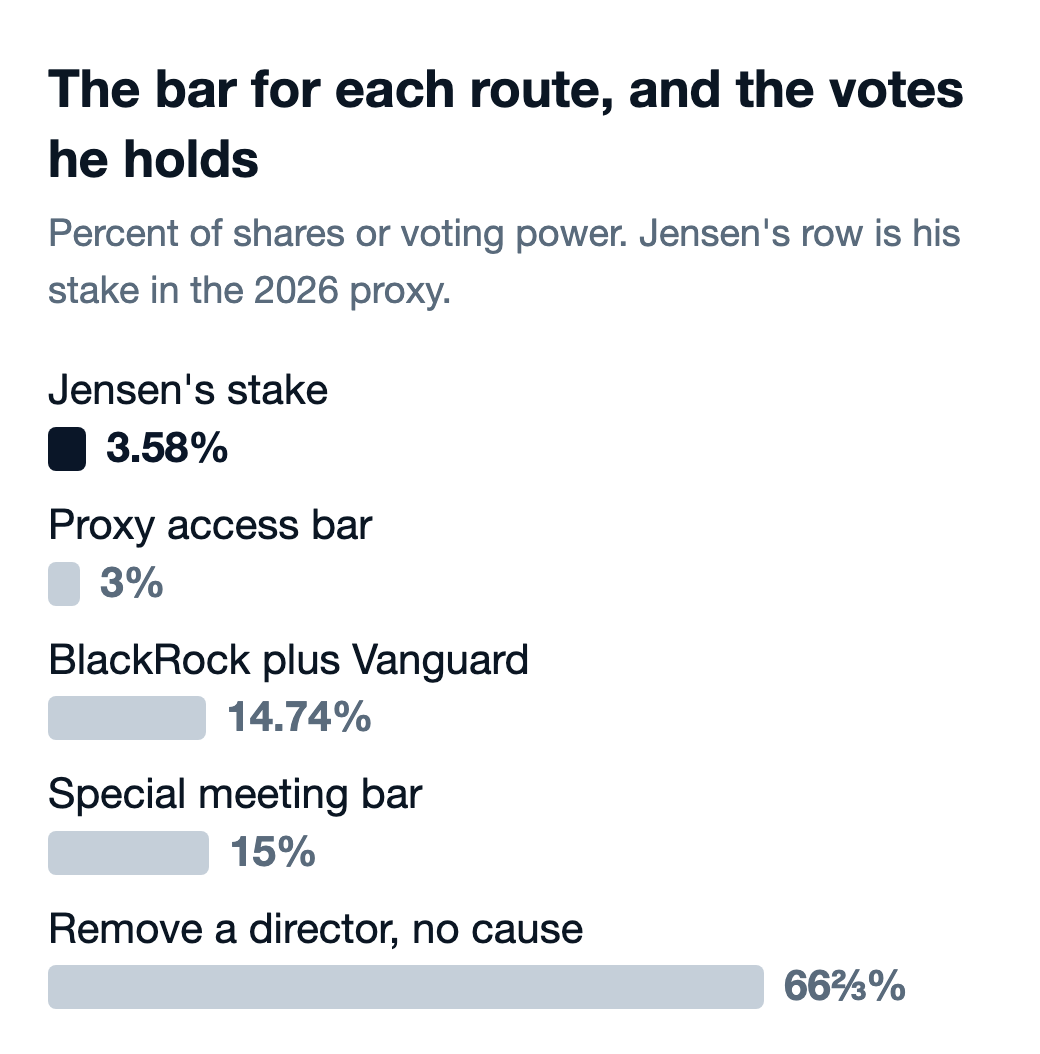 The bar for each route, and the votes
he holds
Percent of shares or voting power. Jensen's row is his
stake in the 2026 proxy.
Jensen's stake
3.58%
Proxy access bar
3%
BlackRock plus Vanguard
14.74%
Special meeting bar
15%
Remove a director, no cause
66⅔%